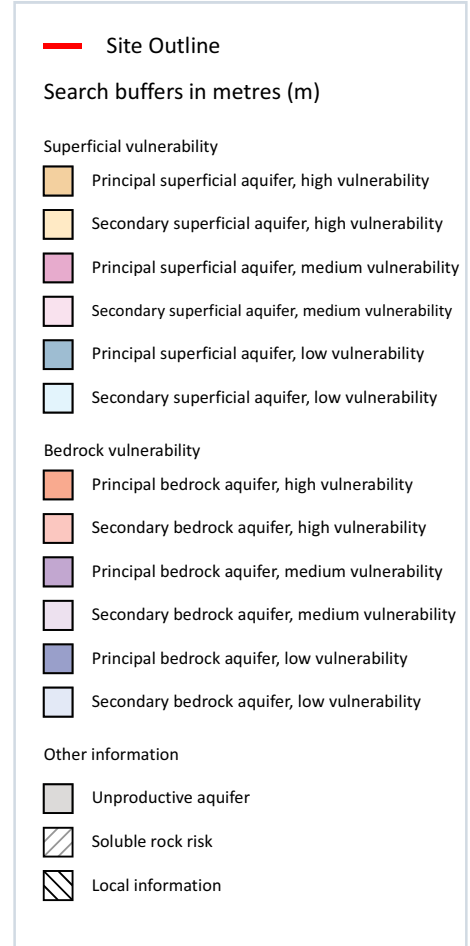 Site Outline
Search buffers in metres (m)
Superficial vulnerability
Principal superficial aquifer, high vulnerability
Secondary superficial aquifer, high vulnerability
Principal superficial aquifer, medium vulnerability
Secondary superficial aquifer, medium vulnerability
Principal superficial aquifer, low vulnerability
Secondary superficial aquifer, low vulnerability
Bedrock vulnerability
Principal bedrock aquifer, high vulnerability
Secondary bedrock aquifer, high vulnerability
Principal bedrock aquifer, medium vulnerability
Secondary bedrock aquifer, medium vulnerability
Principal bedrock aquifer, low vulnerability
Secondary bedrock aquifer, low vulnerability
Other information
Unproductive aquifer
Soluble rock risk
Local information